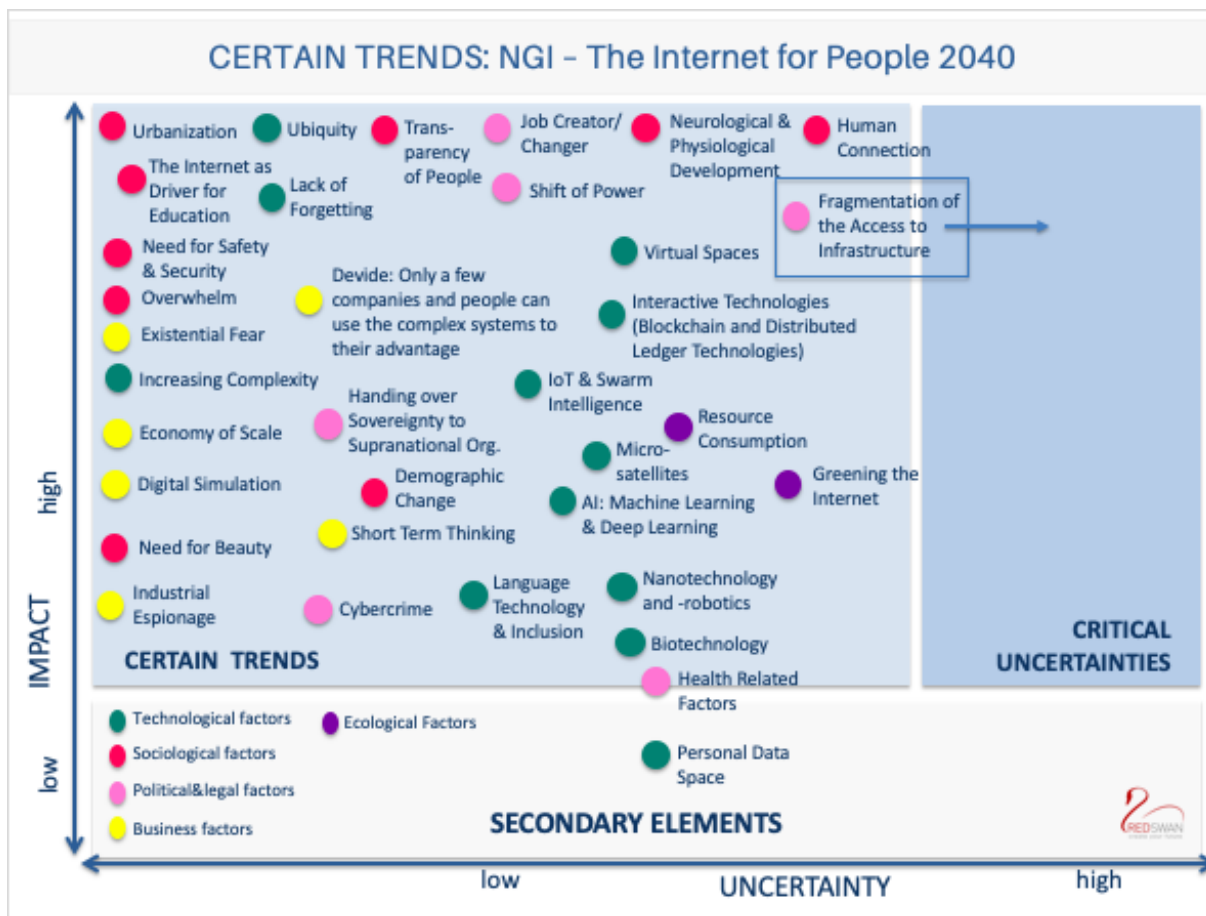 CERTAIN TRENDS: NGI – The Internet for People 2040
Urbanization
Ubiquity
Trans-
parency
of People
Job Creator/
Changer
Neurological &
Physiological
Development
Human
Connection
The Internet as
Driver for
Education
Lack of
Forgetting
Shift of Power
Fragmentation of
the Access to
Infrastructure
Need for Safety
& Security
Virtual Spaces
Overwhelm
Devide: Only a few
companies and people can
use the complex systems to
their advantage
Interactive Technologies
(Blockchain and Distributed
Ledger Technologies)
Existential Fear
Increasing Complexity
IoT & Swarm
Intelligence
Handing over
Sovereignty to
Supranational Org.
Resource
Consumption
Economy of Scale
Micro-
satellites
Greening the
Internet
Digital Simulation
Demographic
Change
AI: Machine Learning
& Deep Learning
Short Term Thinking
Need for Beauty
Industrial
Espionage
Cybercrime
Language
Technology
& Inclusion
Nanotechnology
and -robotics
Biotechnology
Health Related
Factors
CERTAIN TRENDS
CRITICAL
UNCERTAINTIES
Technological factors
Ecological Factors
Sociological factors
Political&legal factors
Business factors
Personal Data
Space
SECONDARY ELEMENTS
REDSWAN
high
IMPACT
low
low
UNCERTAINTY
high